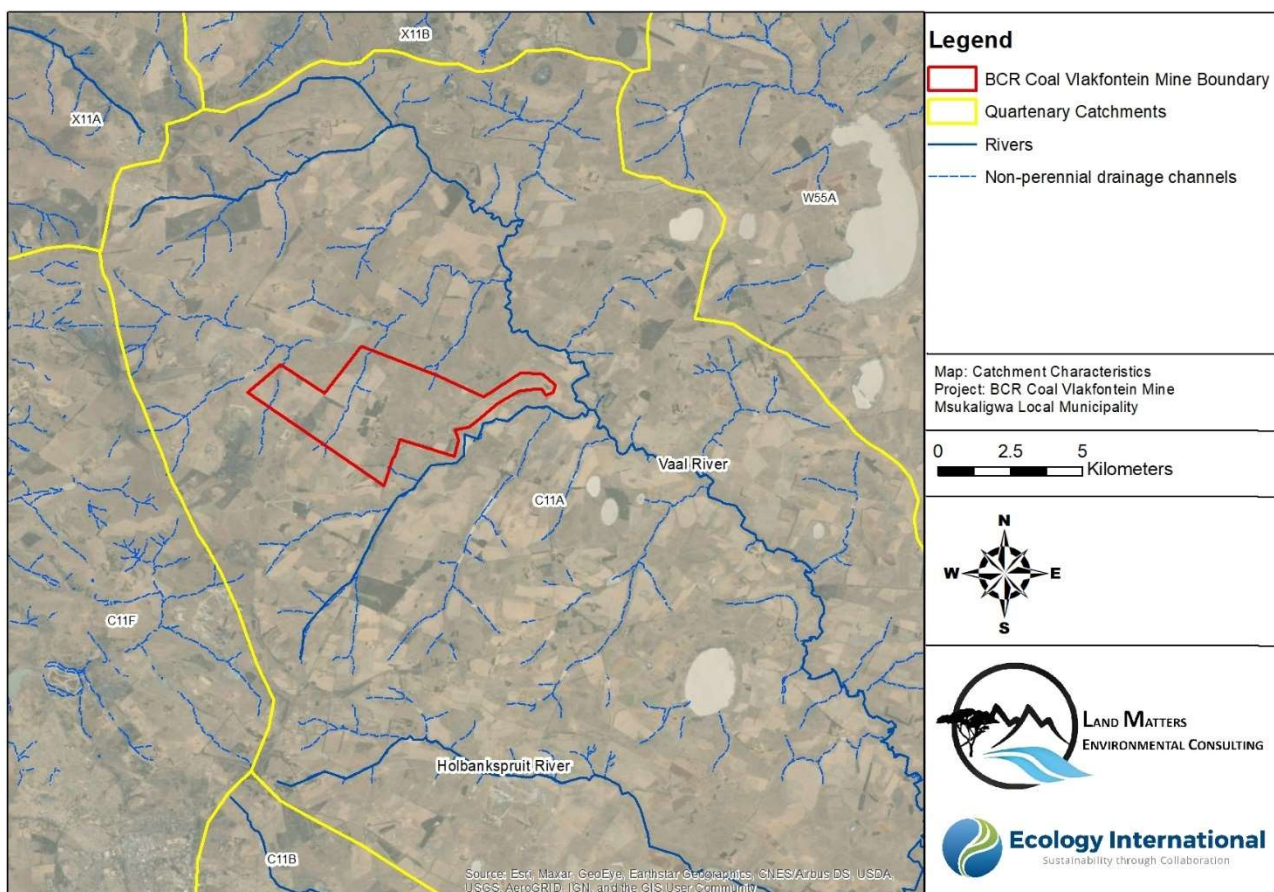 X11B
X11A
W55A
Vaal River
C11A
C11F
Holbankspruit River
C11B
Source: Esri, Maxar, GeoEye, Earthstar Geographics, CNES/Airbus DS, USDA,
USGS, AeroGRID, IGN, and the GIS User Community
Legend
BCR Coal Vlakfontein Mine Boundary
Quartenary Catchments
Rivers
Non-perennial drainage channels
Map: Catchment Characteristics
Project: BCR Coal Vlakfontein Mine
Msukaligwa Local Municipality
0 2.5 5
Kilometers
N
W E
S
LAND MATTERS
ENVIRONMENTAL CONSULTING
Ecology International
Sustainability through Collaboration